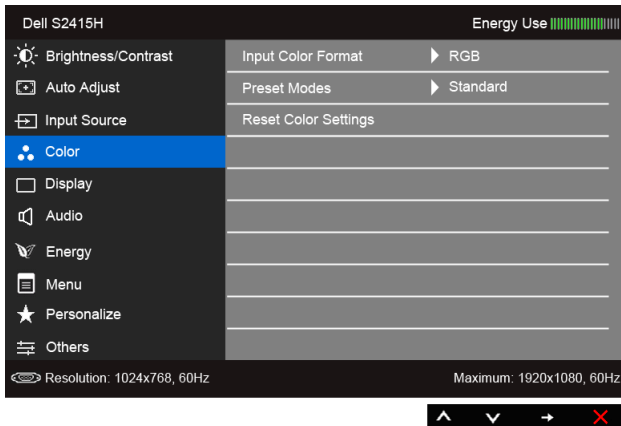 Dell S2415H Energy Use
Brightness/Contrast Input Color Format RGB
Auto Adjust Preset Modes Standard
Input Source Reset Color Settings
Color
Display
Audio
Energy
Menu
Personalize
Others
Resolution: 1024x768, 60Hz Maximum: 1920x1080, 60Hz